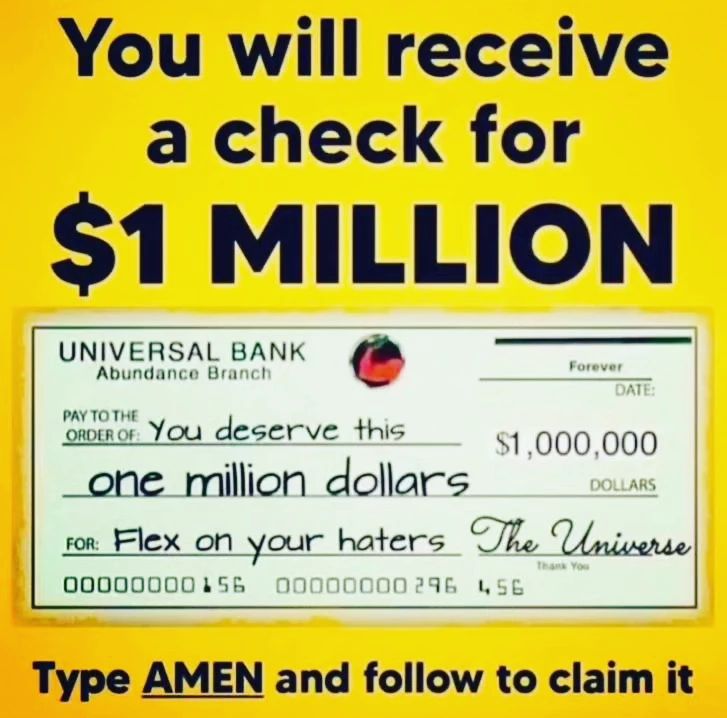 You will receive
a check for
$1 MILLION
UNIVERSAL BANK
Abundance Branch
Forever
DATE:
PAY TO THE
ORDER OF: You deserve this
$1,000,000
one million dollars
DOLLARS
FOR: Flex on your haters
The Universe
Thank You
00000000156 00000000296 456
Type AMEN and follow to claim it